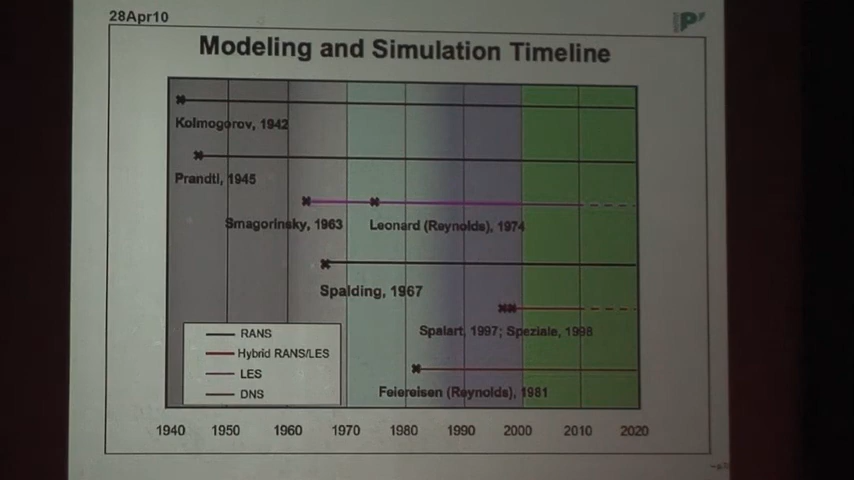 28Apr10
P
Modeling and Simulation Timeline
Kolmogorov, 1942
Prandtl, 1945
Smagorinsky, 1963
Leonard (Reynolds), 1974
Spalding, 1967
Spalart, 1997; Speziale, 1998
Feiereisen (Reynolds), 1981
RANS
Hybrid RANS/LES
LES
DNS
1940 1950 1960 1970 1980 1990 2000 2010 2020